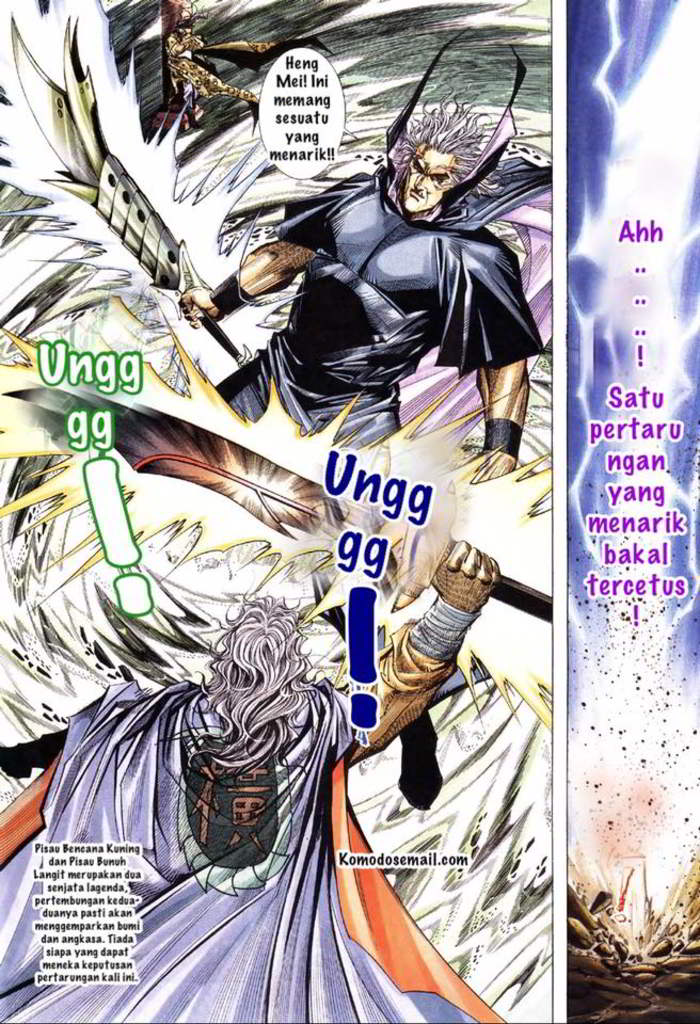 Heng
Mei! Ini
memang
sesuatu
yang
menarik!!
Ungg
gg
!
Ungg
gg
!
Ahh
..
..
..
!
Satu
pertaru
ngan
yang
menarik
bakal
tercetus
!
Pisau Bencana Kuning
dan Pisau Bunuh
Langit merupakan dua
senjata lagenda,
pertembungan kedua-
duanya pasti akan
menggemparkan bumi
dan angkasa. Tiada
siapa yang dapat
meneka keputusan
pertarungan kali ini.
Komodosemail.com